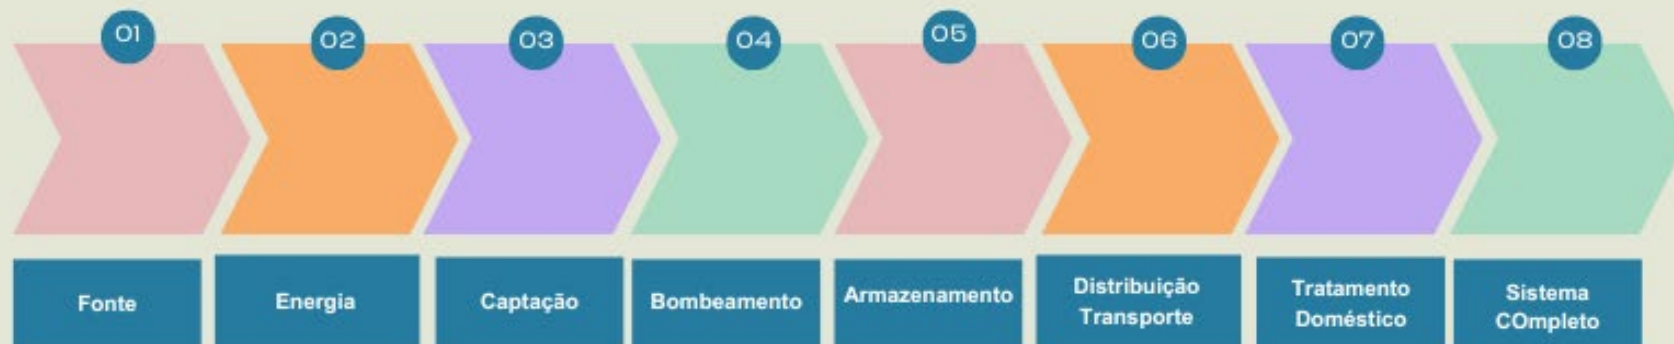 01
02
03
04
05
06
07
08
Fonte
Energia
Captação
Bombeamento
Armazenamento
Distribuição
Transporte
Tratamento
Doméstico
Sistema
COmpleto